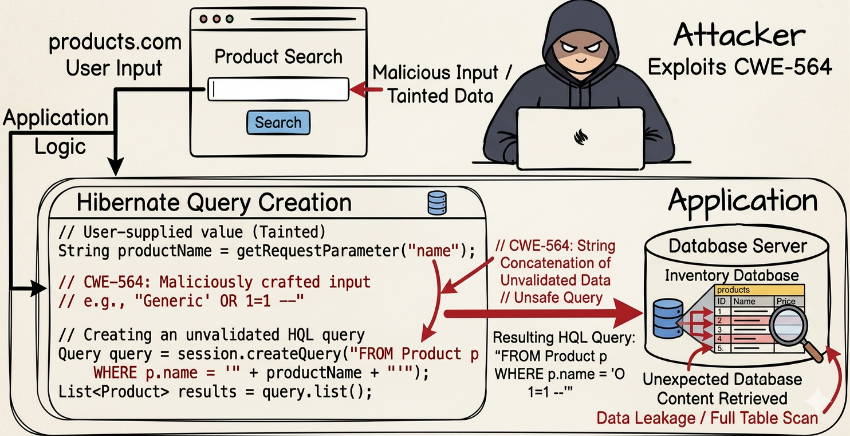 products.com
User Input
Product Search
Search
Malicious Input /
Tainted Data
Attacker
Exploits CWE-564
Application
Logic
Application
Hibernate Query Creation
// User-supplied value (Tainted)
String productName = getRequestParameter("name");
// CWE-564: Maliciously crafted input
// e.g., "Generic' OR 1=1 --"
// Creating an unvalidated HQL query
Query query = session.createQuery("FROM Product p
WHERE p.name = '" + productName + "'");
List<Product> results = query.list();
// CWE-564: String
Concatenation of
Unvalidated Data
// Unsafe Query
Resulting HQL Query:
"FROM Product p
WHERE p.name = 'O
1=1 --'"
Database Server
Inventory Database
products
ID Name Price
1
2
3
4
5.
Unexpected Database
Content Retrieved
Data Leakage / Full Table Scan